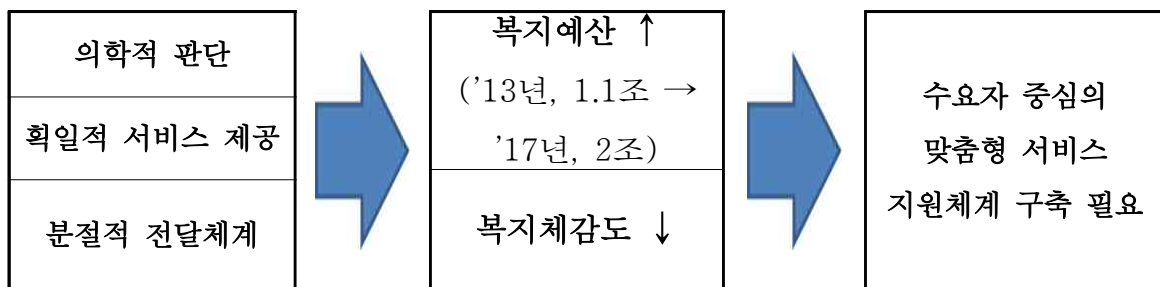 의학적 판단
획일적 서비스 제공
분절적 전달체계
복지예산 ↑
(’13년, 1.1조 →
’17년, 2조)
복지체감도 ↓
수요자 중심의
맞춤형 서비스
지원체계 구축 필요